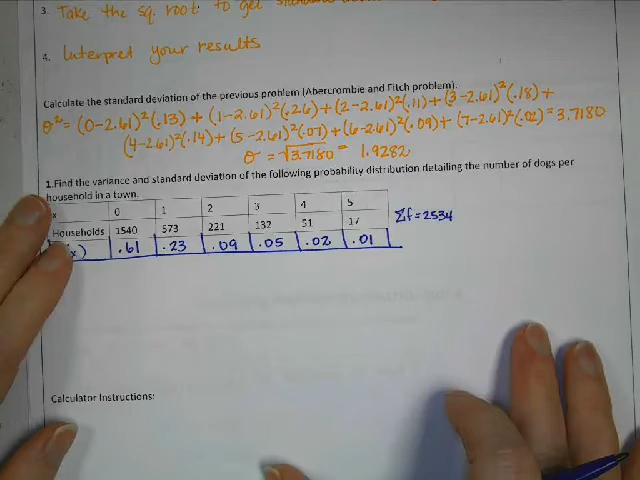 3. Take the sq. root to get
4. Interpret your results
Calculate the standard deviation of the previous problem (Abercrombie and Fitch problem).
σ² = (0-2.61)²(.13) + (1-2.61)²(.26) + (2-2.61)²(.11) + (3-2.61)²(.18) +
(4-2.61)²(.14) + (5-2.61)²(.07) + (6-2.61)²(.09) + (7-2.61)²(.02) = 3.7180
σ = √3.7180 = 1.9282
1.Find the variance and standard deviation of the following probability distribution detailing the number of dogs per
household in a town.
x 0 1 2 3 4 5
Households 1540 573 221 132 51 17 Σf = 2534
x) .61 .23 .09 .05 .02 .01
Calculator Instructions: